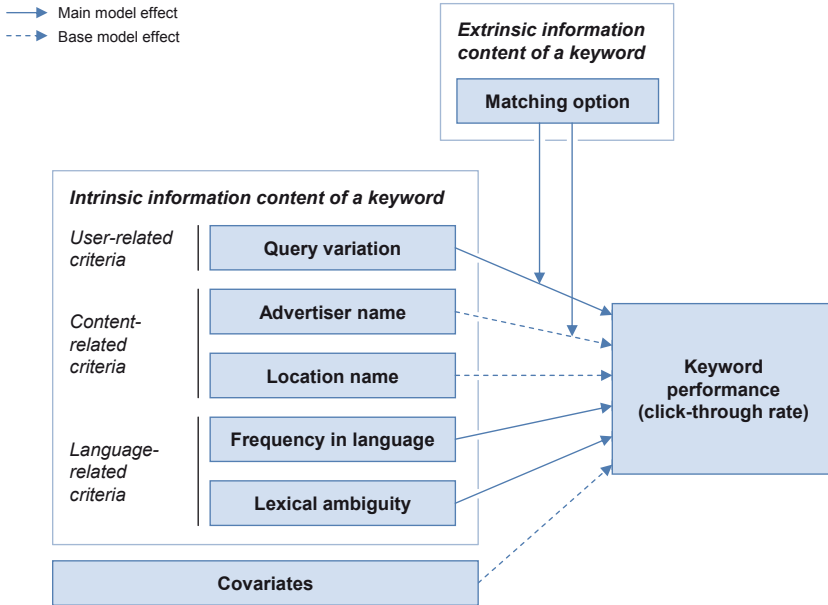 Main model effect
Base model effect
Extrinsic information
content of a keyword
Matching option
Intrinsic information content of a keyword
User-related
criteria
Query variation
Content-
related
criteria
Advertiser name
Location name
Language-
related
criteria
Frequency in language
Lexical ambiguity
Keyword
performance
(click-through rate)
Covariates